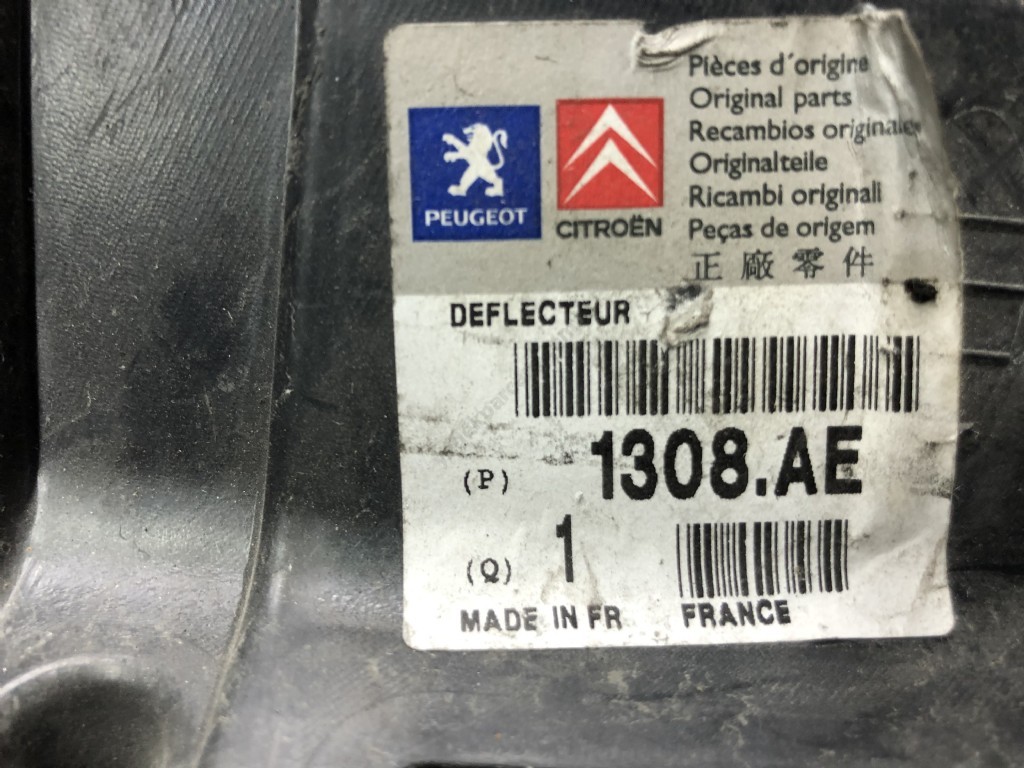 Pièces d'origine
Original parts
Recambios originales
Originalteile
Ricambi originali
Peças de origem
正廠零件
PEUGEOT
CITROËN
DEFLECTEUR
(P) 1308.AE
(Q) 1
MADE IN FR FRANCE